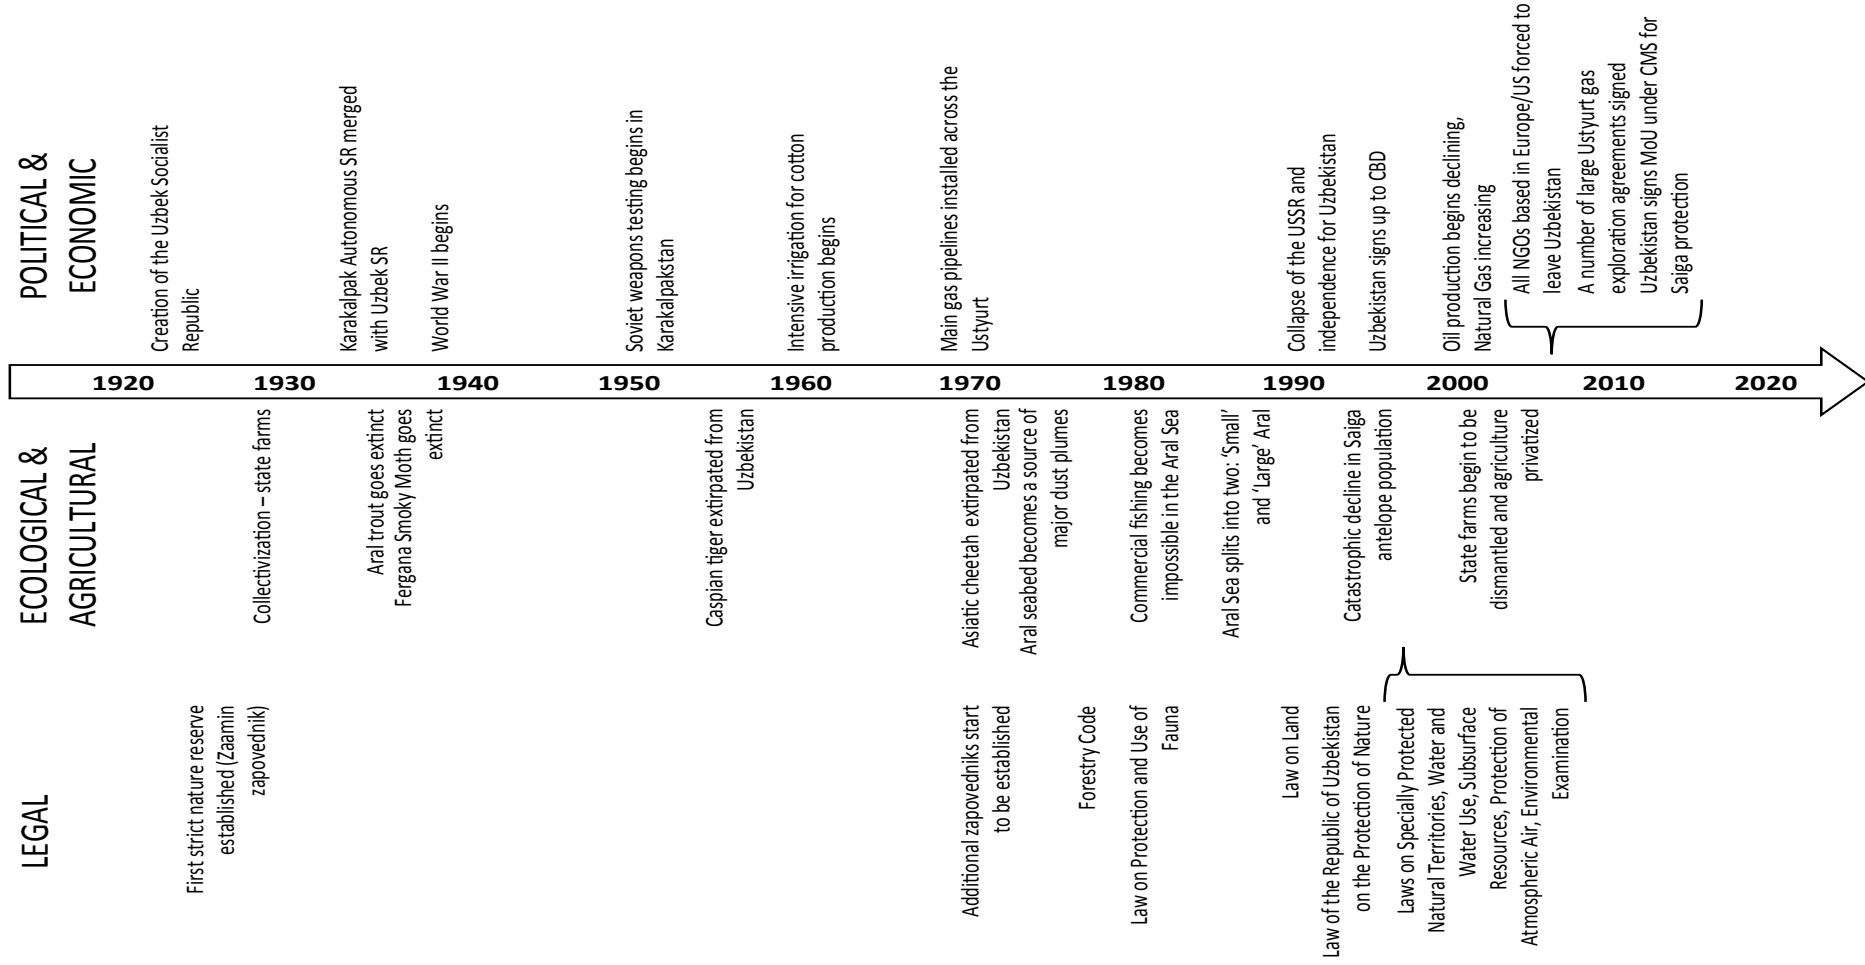 POLITICAL &
ECONOMIC
Creation of the Uzbek Socialist
Republic
Karakalpak Autonomous SR merged
with Uzbek SR
World War II begins
Soviet weapons testing begins in
Karakalpakstan
Intensive irrigation for cotton
production begins
Main gas pipelines installed across the
Ustyurt
Collapse of the USSR and
independence for Uzbekistan
Uzbekistan signs up to CBD
Oil production begins declining,
Natural Gas increasing
All NGOs based in Europe/US forced to
leave Uzbekistan
A number of large Ustyurt gas
exploration agreements signed
Uzbekistan signs MoU under CMS for
Saiga protection
1920 1930 1940 1950 1960 1970 1980 1990 2000 2010 2020
ECOLOGICAL &
AGRICULTURAL
Collectivization – state farms
Aral trout goes extinct
Fergana Smoky Moth goes
extinct
Caspian tiger extirpated from
Uzbekistan
Asiatic cheetah extirpated from
Uzbekistan
Aral seabed becomes a source of
major dust plumes
Commercial fishing becomes
impossible in the Aral Sea
Aral Sea splits into two: ‘Small’
and ‘Large’ Aral
Catastrophic decline in Saiga
antelope population
State farms begin to be
dismantled and agriculture
privatized
LEGAL
First strict nature reserve
established (Zaamin
zapovednik)
Additional zapovedniks start
to be established
Forestry Code
Law on Protection and Use of
Fauna
Law on Land
Law of the Republic of Uzbekistan
on the Protection of Nature
Laws on Specially Protected
Natural Territories, Water and
Water Use, Subsurface
Resources, Protection of
Atmospheric Air, Environmental
Examination